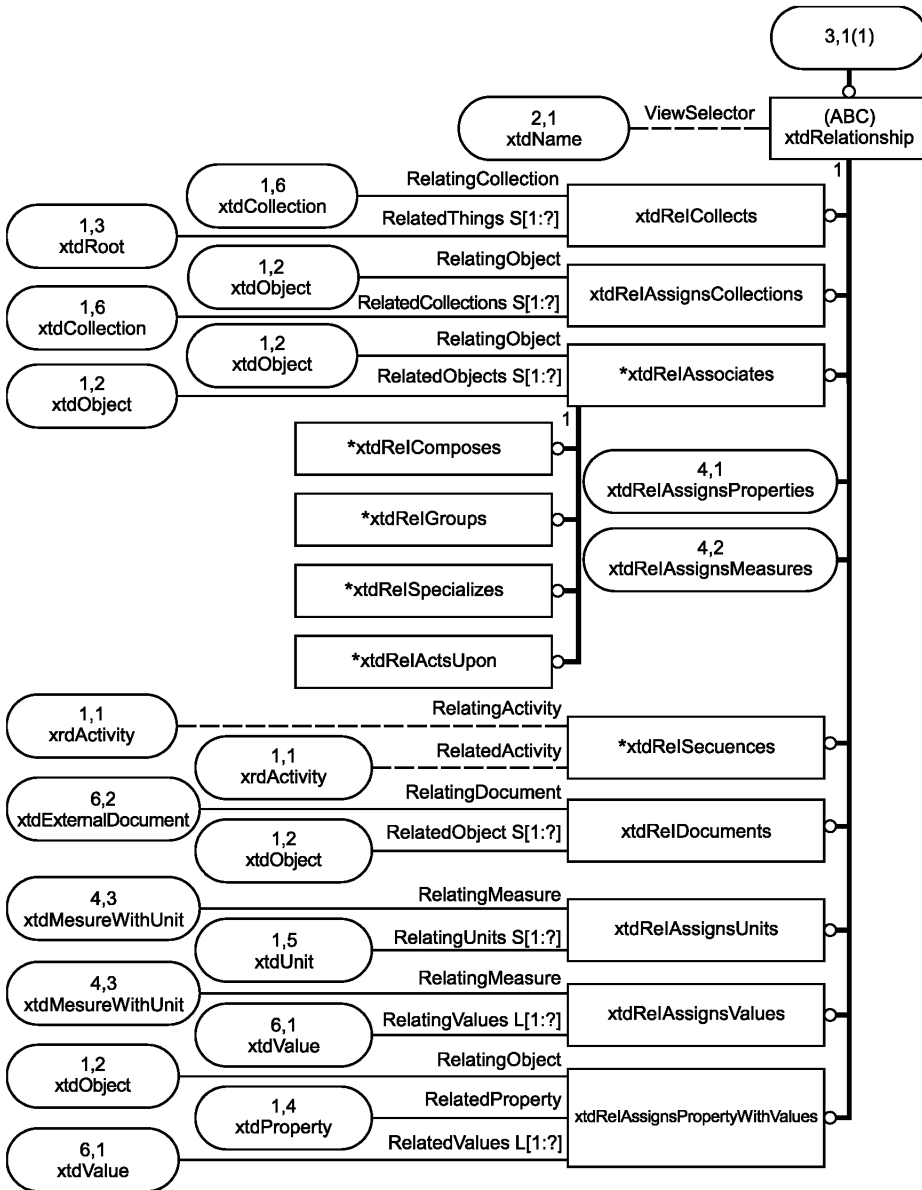 3,1(1)
(ABC)
xtdRelationship
ViewSelector
2,1
xtdName
1
1,6
xtdCollection
RelatingCollection
xtdRelCollects
1,3
xtdRoot
RelatedThings S[1:?]
1,2
xtdObject
RelatingObject
xtdRelAssignsCollections
1,6
xtdCollection
RelatedCollections S[1:?]
1,2
xtdObject
RelatingObject
*xtdRelAssociates
1,2
xtdObject
RelatedObjects S[1:?]
1
*xtdRelComposes
4,1
xtdRelAssignsProperties
*xtdRelGroups
4,2
xtdRelAssignsMeasures
*xtdRelSpecializes
*xtdRelActsUpon
1,1
xrdActivity
RelatingActivity
*xtdRelSecuences
1,1
xrdActivity
RelatedActivity
6,2
xtdExternalDocument
RelatingDocument
xtdRelDocuments
1,2
xtdObject
RelatedObject S[1:?]
4,3
xtdMesureWithUnit
RelatingMeasure
xtdRelAssignsUnits
1,5
xtdUnit
RelatingUnits S[1:?]
4,3
xtdMesureWithUnit
RelatingMeasure
xtdRelAssignsValues
6,1
xtdValue
RelatingValues L[1:?]
1,2
xtdObject
RelatingObject
1,4
xtdProperty
RelatedProperty
xtdRelAssignsPropertyWithValues
6,1
xtdValue
RelatedValues L[1:?]